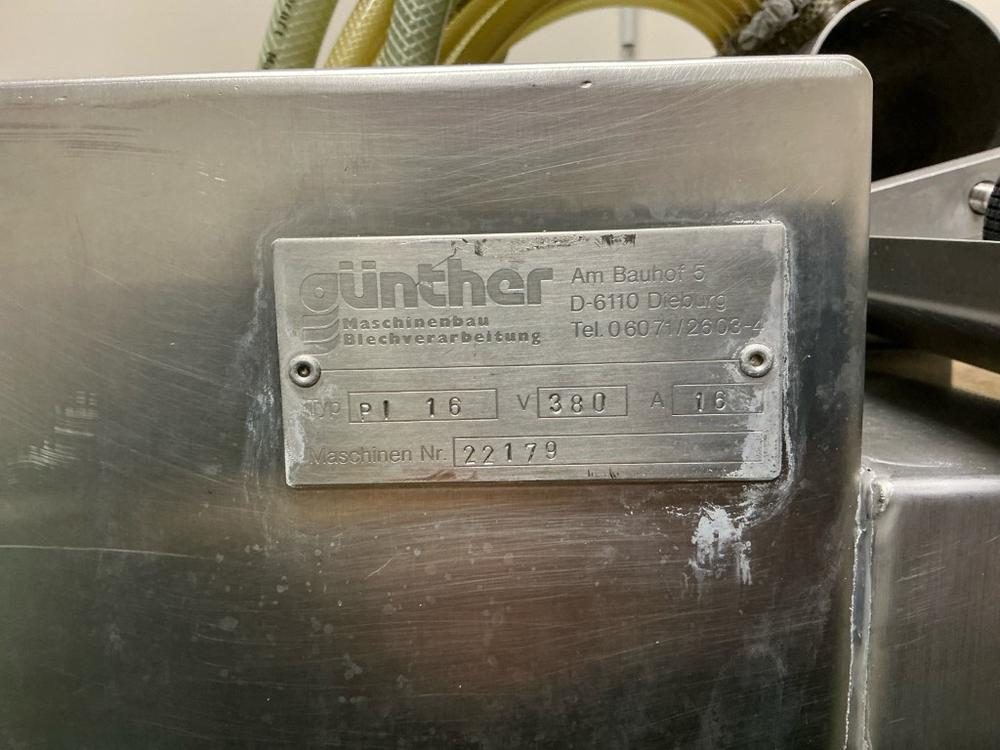 günther
Maschinenbau
Blechverarbeitung
Am Bauhof 5
D-6110 Dieburg
Tel. 06071/2603-4
Typ PI 16 V 380 A 16
Maschinen Nr. 22179